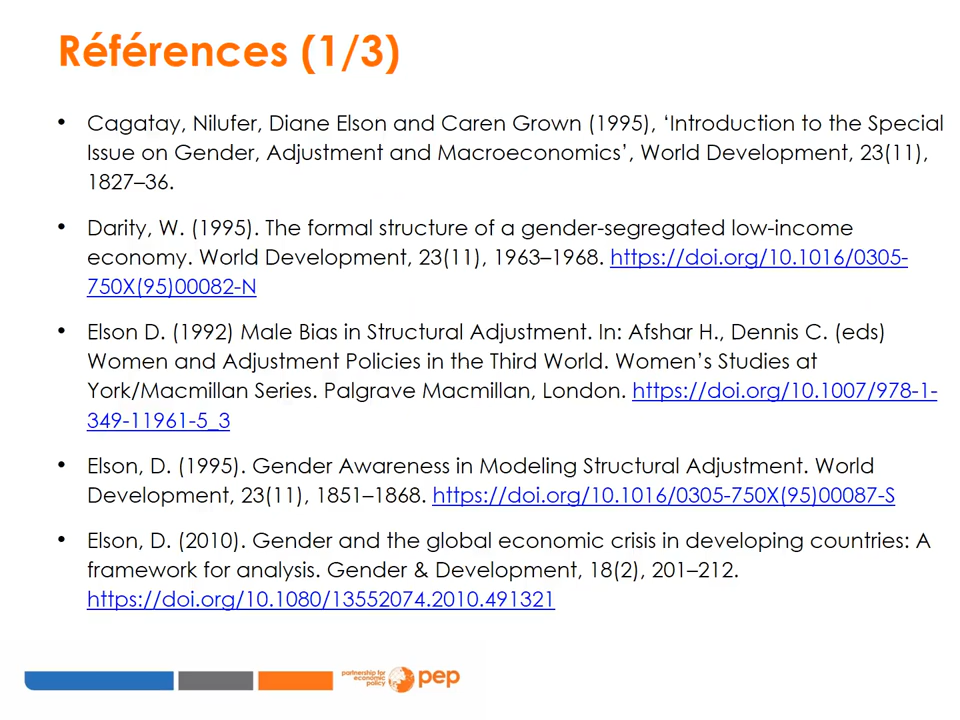 Références (1/3)
• Cagatay, Nilufer, Diane Elson and Caren Grown (1995), ‘Introduction to the Special
Issue on Gender, Adjustment and Macroeconomics’, World Development, 23(11),
1827–36.
• Darity, W. (1995). The formal structure of a gender-segregated low-income
economy. World Development, 23(11), 1963–1968. https://doi.org/10.1016/0305-
750X(95)00082-N
• Elson D. (1992) Male Bias in Structural Adjustment. In: Afshar H., Dennis C. (eds)
Women and Adjustment Policies in the Third World. Women’s Studies at
York/Macmillan Series. Palgrave Macmillan, London. https://doi.org/10.1007/978-1-
349-11961-5_3
• Elson, D. (1995). Gender Awareness in Modeling Structural Adjustment. World
Development, 23(11), 1851–1868. https://doi.org/10.1016/0305-750X(95)00087-S
• Elson, D. (2010). Gender and the global economic crisis in developing countries: A
framework for analysis. Gender & Development, 18(2), 201–212.
https://doi.org/10.1080/13552074.2010.491321
partnership for
economic
policy
pep